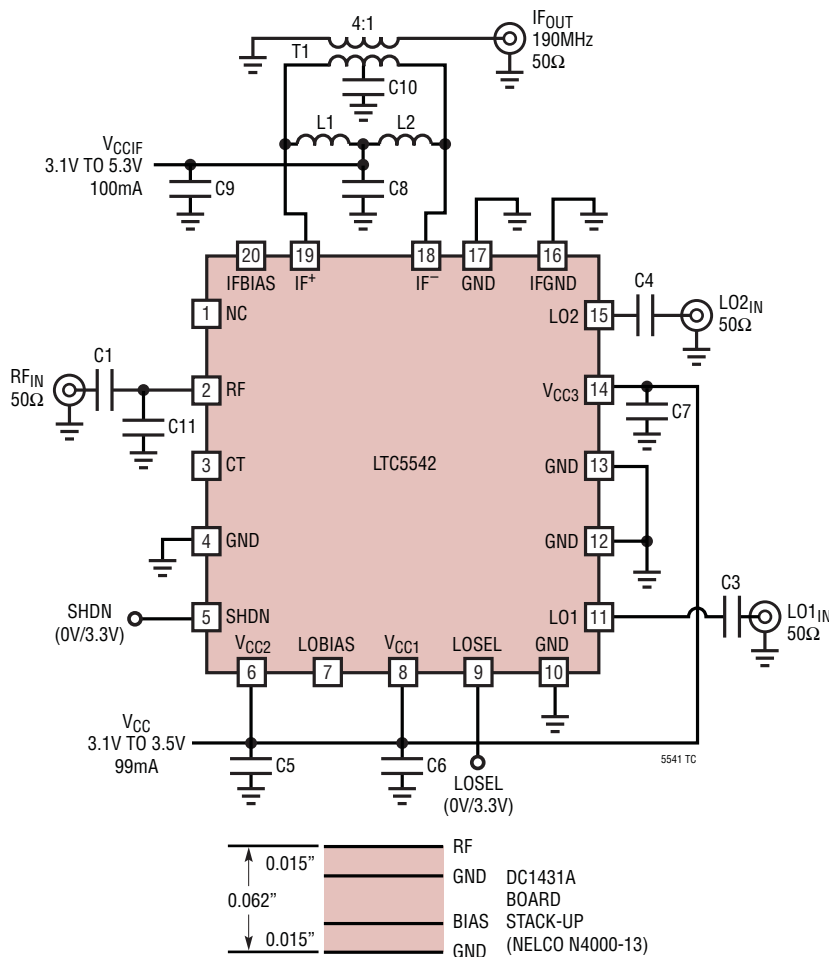 4:1
T1
IFOUT
190MHz
50Ω
C10
L1
L2
VCCIF
3.1V TO 5.3V
100mA
C9
C8
20
19
18
17
16
IFBIAS
IF+
IF−
GND
IFGND
1
NC
LO2
15
C4
LO2IN
50Ω
RFIN
50Ω
C1
2
RF
C11
VCC3
14
C7
3
CT
LTC5542
GND
13
4
GND
GND
12
SHDN
(0V/3.3V)
5
SHDN
LO1
11
C3
LO1IN
50Ω
VCC2
LOBIAS
VCC1
LOSEL
GND
6
7
8
9
10
VCC
3.1V TO 3.5V
99mA
C5
C6
LOSEL
(0V/3.3V)
5541 TC
0.015"
0.062"
0.015"
RF
GND
BIAS
GND
DC1431A
BOARD
STACK-UP
(NELCO N4000-13)